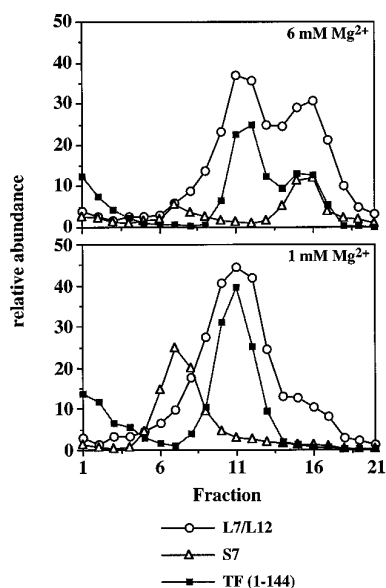 6 mM Mg2+
50
40
30
20
10
0
relative abundance
1 mM Mg2+
50
40
30
20
10
0
1 6 11 16 21
Fraction
L7/L12
S7
TF (1-144)